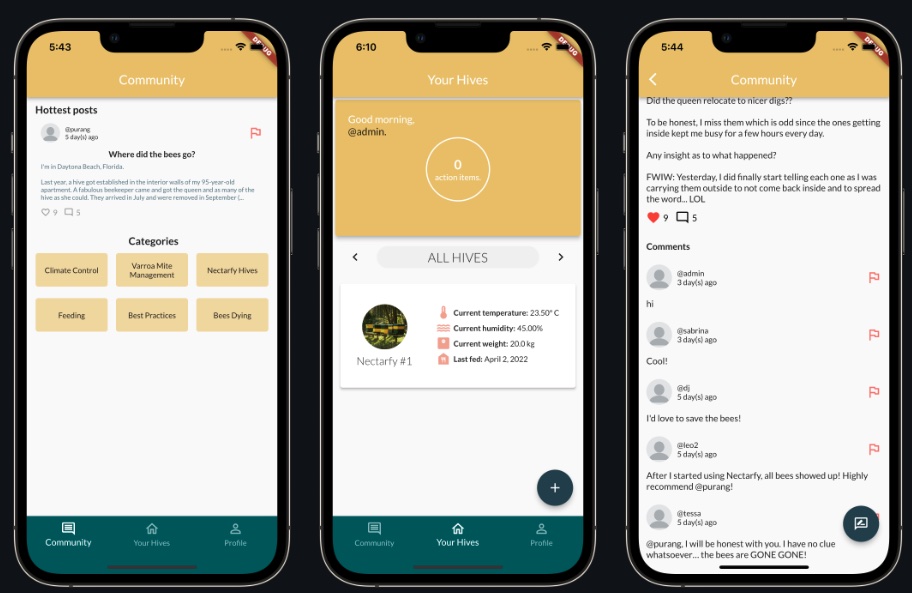 5:43
DEBUG
Community
Hottest posts
@purang
5 day(s) ago
Where did the bees go?
I'm in Daytona Beach, Florida.
Last year, a hive got established in the interior walls of my 95-year-old
apartment. A fabulous beekeeper came and got the queen and as many of the
hive as she could. They arrived in July and were removed in September (...
9 5
Categories
Climate Control
Varroa Mite
Management
Nectarfy Hives
Feeding
Best Practices
Bees Dying
Community
Your Hives
Profile
6:10
DEBUG
Your Hives
Good morning,
@admin.
0
action items.
ALL HIVES
Nectarfy #1
Current temperature: 23.50° C
Current humidity: 45.00%
Current weight: 20.0 kg
Last fed: April 2, 2022
+
Community
Your Hives
Profile
5:44
DEBUG
Community
Did the queen relocate to nicer digs??
To be honest, I miss them which is odd since the ones getting
inside kept me busy for a few hours every day.
Any insight as to what happened?
FWIW: Yesterday, I did finally start telling each one as I was
carrying them outside to not come back inside and to spread
the word... LOL
9 5
Comments
@admin
3 day(s) ago
hi
@sabrina
3 day(s) ago
Cool!
@dj
5 day(s) ago
I'd love to save the bees!
@leo2
5 day(s) ago
After I started using Nectarfy, all bees showed up! Highly
recommend @purang!
@tessa
5 day(s) ago
@purang, I will be honest with you. I have no clue
whatsoever... the bees are GONE GONE!